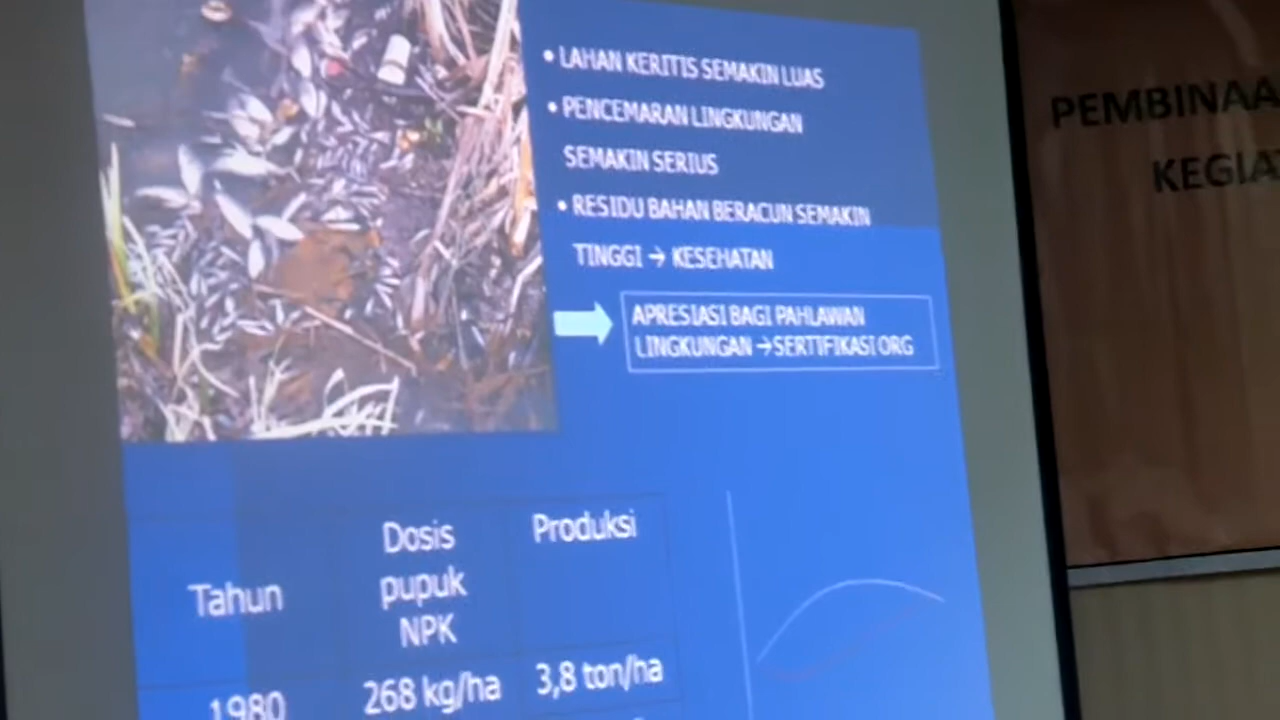 • LAHAN KERITIS SEMAKIN LUAS
• PENCEMARAN LINGKUNGAN
SEMAKIN SERIUS
• RESIDU BAHAN BERACUN SEMAKIN
TINGGI → KESEHATAN
APRESIASI BAGI PAHLAWAN
LINGKUNGAN → SERTIFIKASI ORG
Tahun
Dosis
pupuk
NPK
Produksi
1980
268 kg/ha
3,8 ton/ha
PEMBINAA
KEGIAT